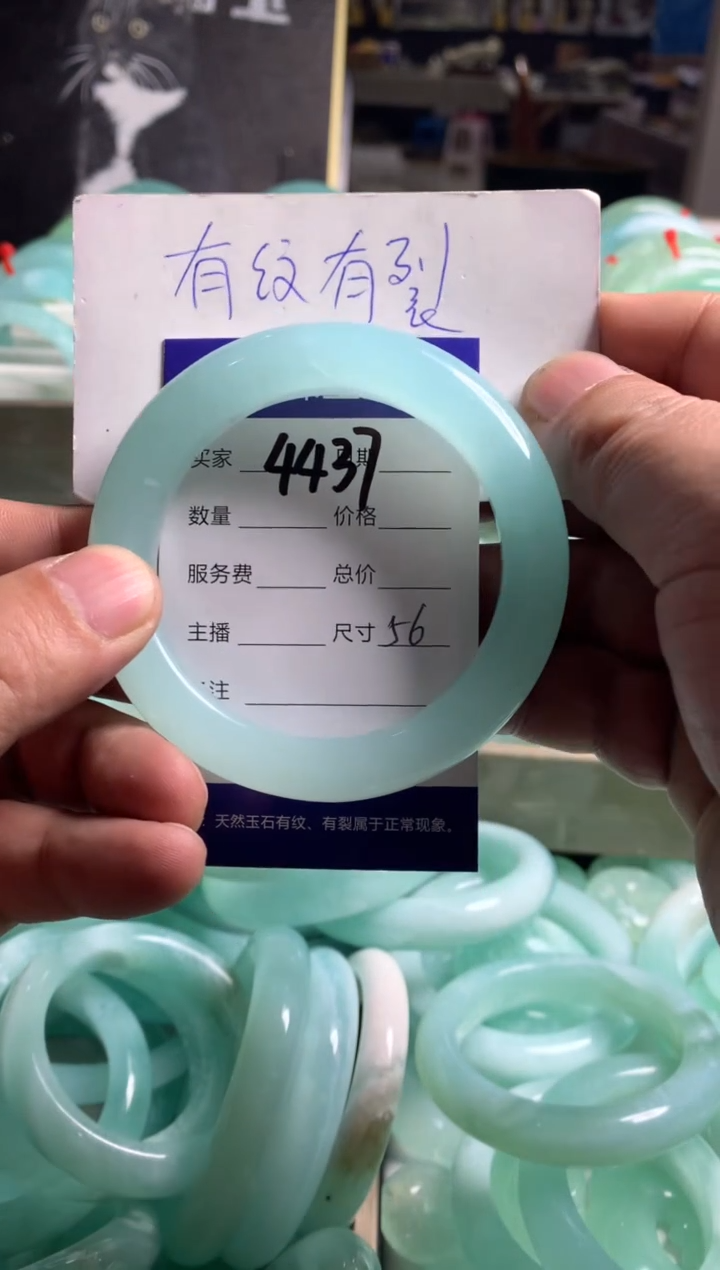 有纹有裂
买家 4437 期
数量 价格
服务费 总价
主播 尺寸 56
注
天然玉石有纹、有裂属于正常现象。